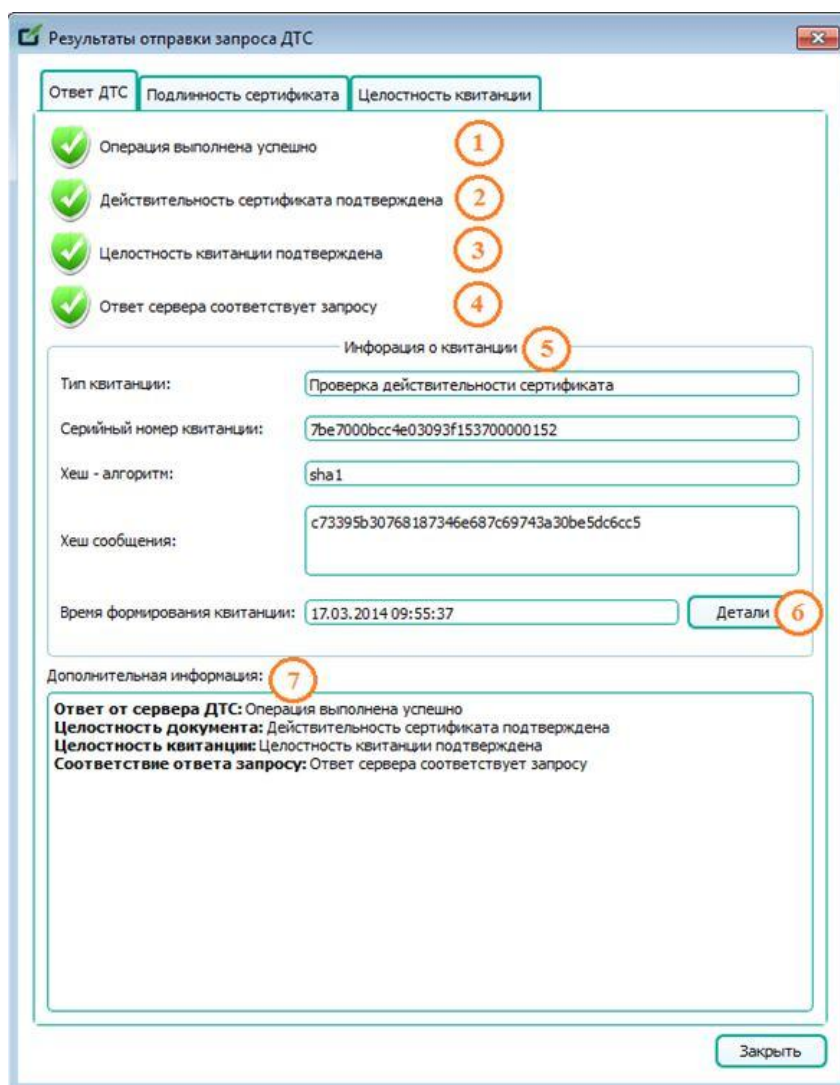 Результаты отправки запроса ДТС
Ответ ДТС Подлинность сертификата Целостность квитанции
Операция выполнена успешно 1
Действительность сертификата подтверждена 2
Целостность квитанции подтверждена 3
Ответ сервера соответствует запросу 4
Инфорация о квитанции 5
Тип квитанции: Проверка действительности сертификата
Серийный номер квитанции: 7be7000bcc4e03093f153700000152
Хеш - алгоритм: sha1
c73395b30768187346e687c69743a30be5dc6cc5
Хеш сообщения:
Время формирования квитанции: 17.03.2014 09:55:37 Детали 6
Дополнительная информация: 7
Ответ от сервера ДТС: Операция выполнена успешно
Целостность документа: Действительность сертификата подтверждена
Целостность квитанции: Целостность квитанции подтверждена
Соответствие ответа запросу: Ответ сервера соответствует запросу
Закрыть